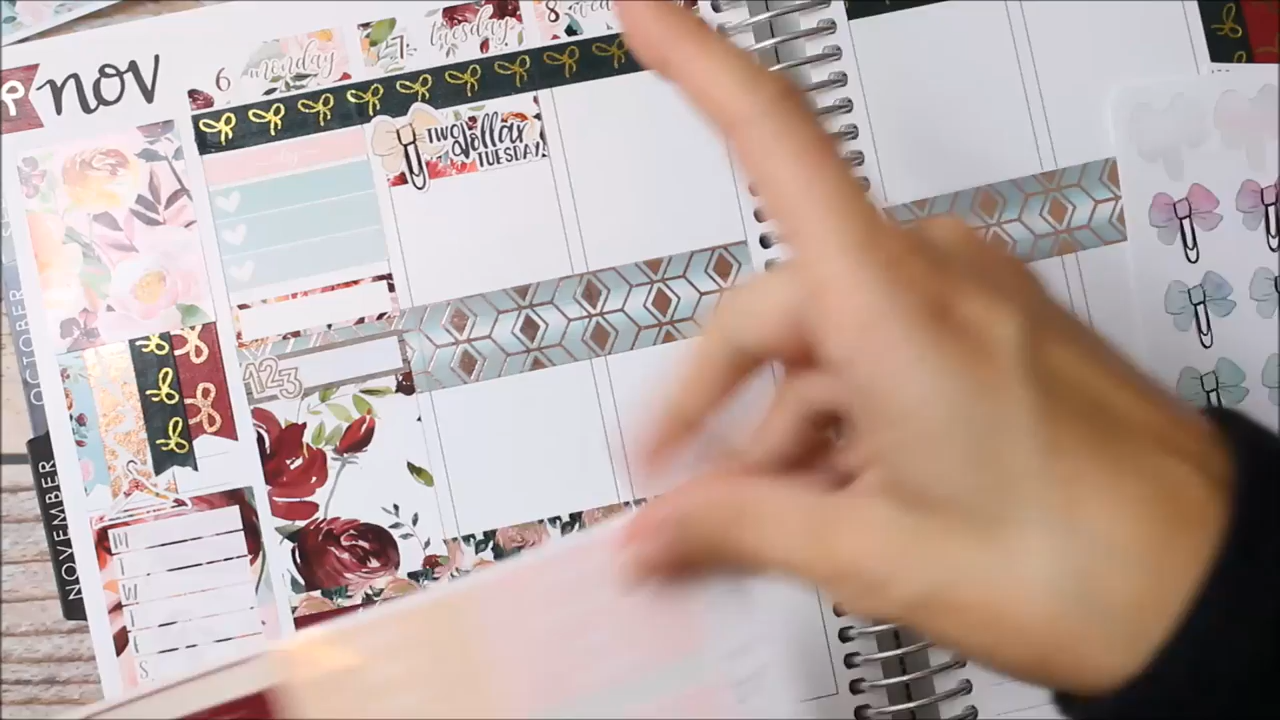 nov
6 monday
7 tuesday
8
TWO
dollar
TUESDAY!
123
OCTOBER
NOVEMBER
M
T
W
T
F
S